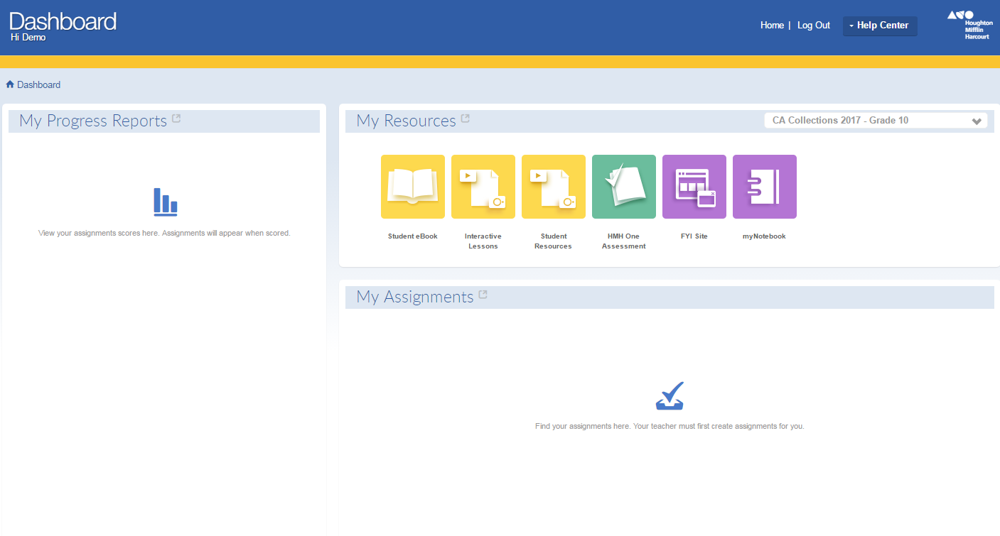 Dashboard
Hi Demo
Home | Log Out Help Center
Houghton
Mifflin
Harcourt
Dashboard
My Progress Reports
View your assignments scores here. Assignments will appear when scored.
My Resources
CA Collections 2017 - Grade 10
Student eBook
Interactive
Lessons
Student
Resources
HMH One
Assessment
FYI Site
myNotebook
My Assignments
Find your assignments here. Your teacher must first create assignments for you.